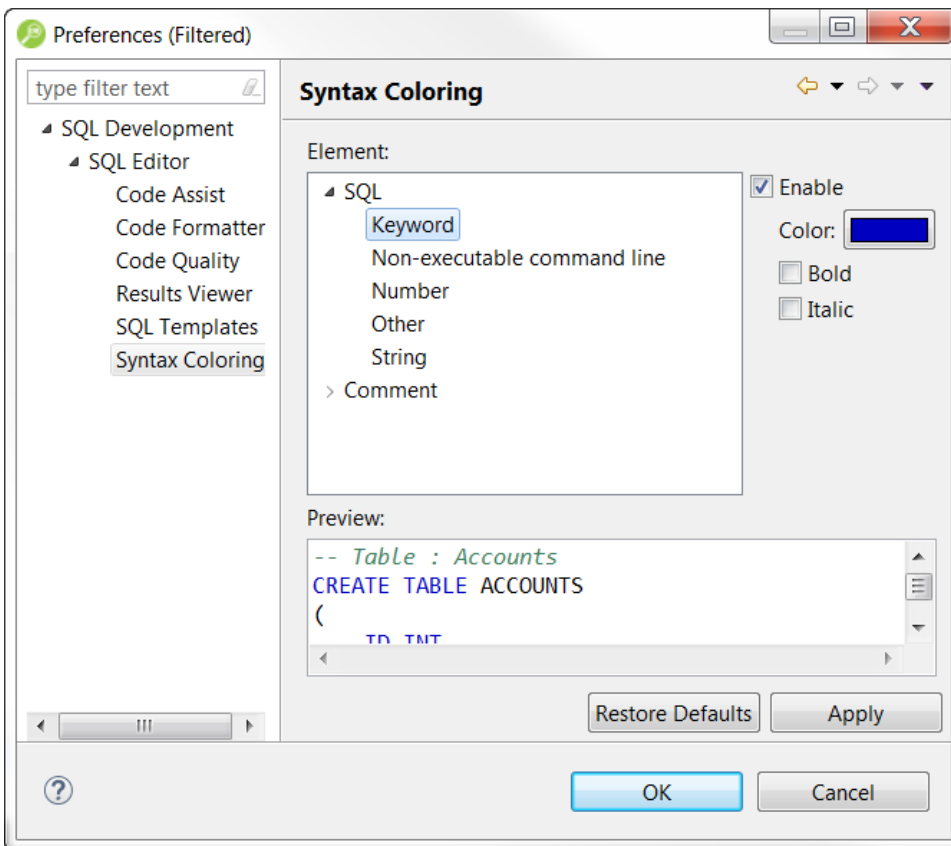 Preferences (Filtered)
type filter text
SQL Development
SQL Editor
Code Assist
Code Formatter
Code Quality
Results Viewer
SQL Templates
Syntax Coloring
Syntax Coloring
Element:
SQL
Keyword
Non-executable command line
Number
Other
String
Comment
Enable
Color:
Bold
Italic
Preview:
-- Table : Accounts
CREATE TABLE ACCOUNTS
(
ID INT
Restore Defaults
Apply
OK
Cancel